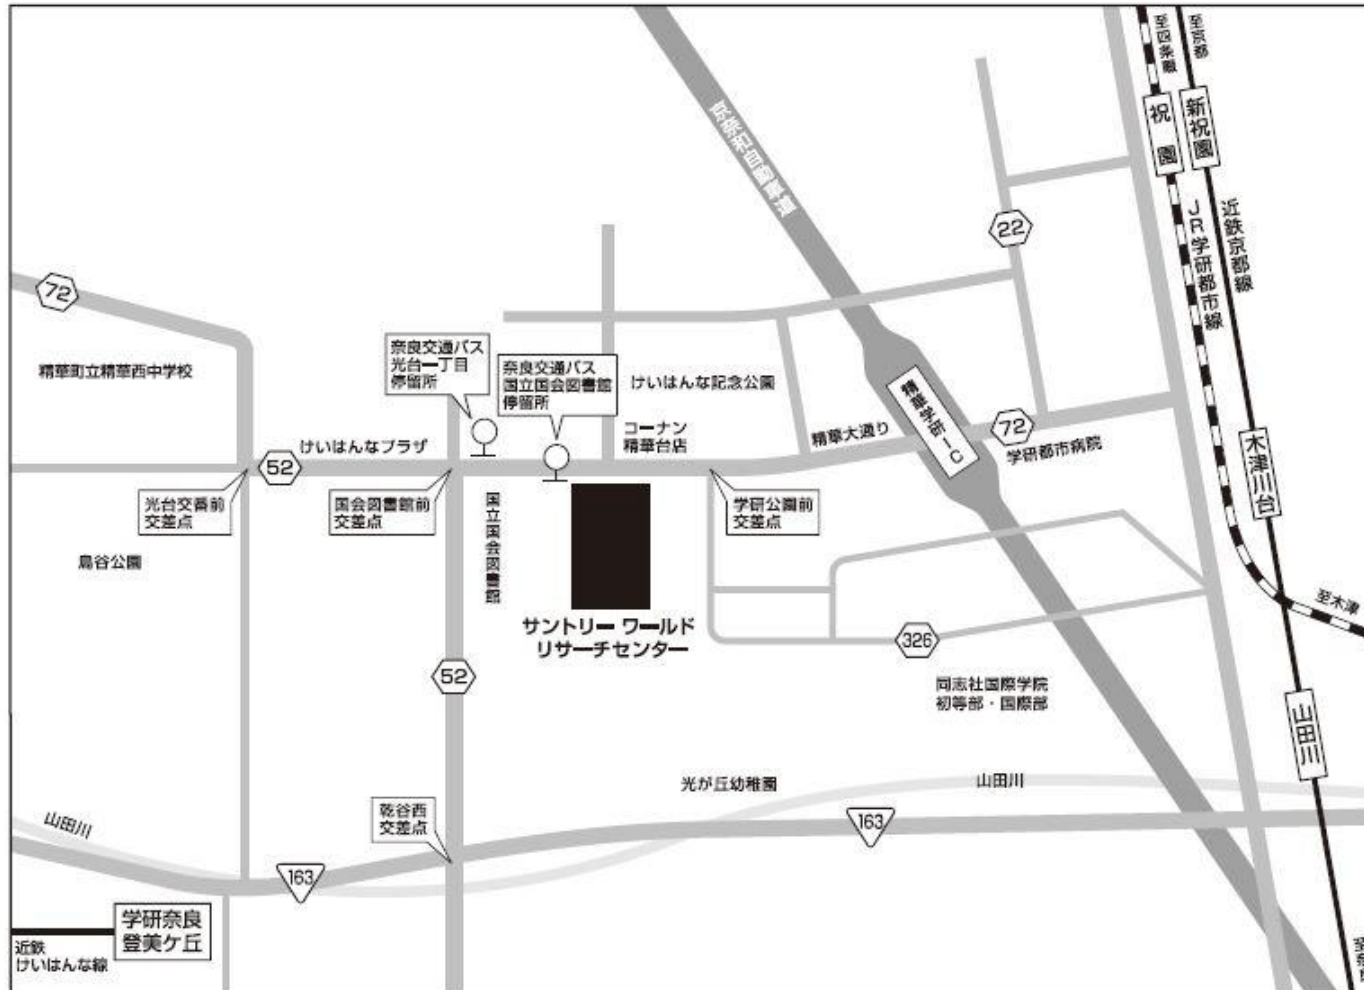 至四条畷
至京都
祝園
新祝園
JR学研都市線
近鉄京都線
京奈和自動車道
22
72
精華町立精華西中学校
奈良交通バス
光台一丁目
停留所
奈良交通バス
国立国会図書館
停留所
けいはんな記念公園
コーナン
精華台店
精華大通り
精華学研IC
72
学研都市病院
木津川台
けいはんなプラザ
52
光台交番前
交差点
国会図書館前
交差点
国立国会図書館
学研公園前
交差点
鳥谷公園
サントリー ワールド
リサーチセンター
至木津
326
52
同志社国際学院
初等部・国際部
山田川
光が丘幼稚園
山田川
乾谷西
交差点
163
山田川
163
学研奈良
登美ケ丘
近鉄
けいはんな線